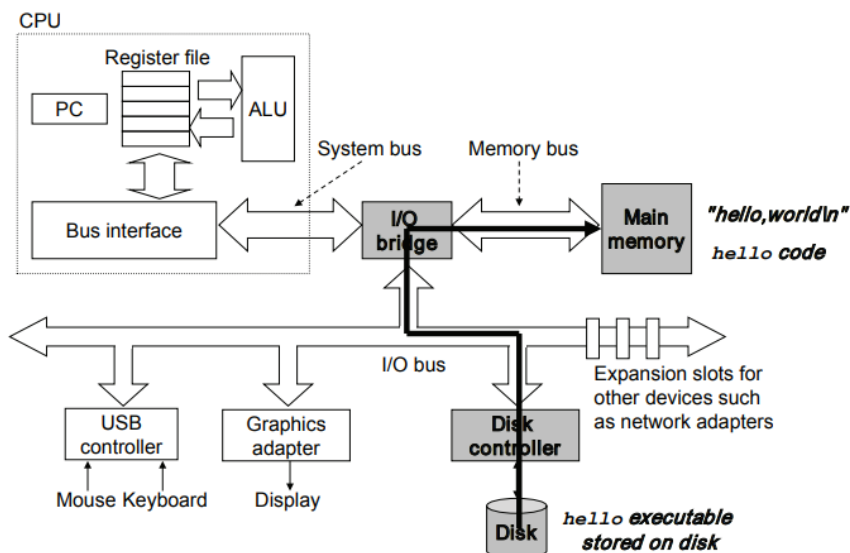 CPU
Register file
PC
ALU
System bus
Memory bus
Bus interface
I/O
bridge
Main
memory
"hello,world\n"
hello code
I/O bus
Expansion slots for
other devices such
as network adapters
USB
controller
Graphics
adapter
Disk
controller
Mouse Keyboard
Display
Disk
hello executable
stored on disk